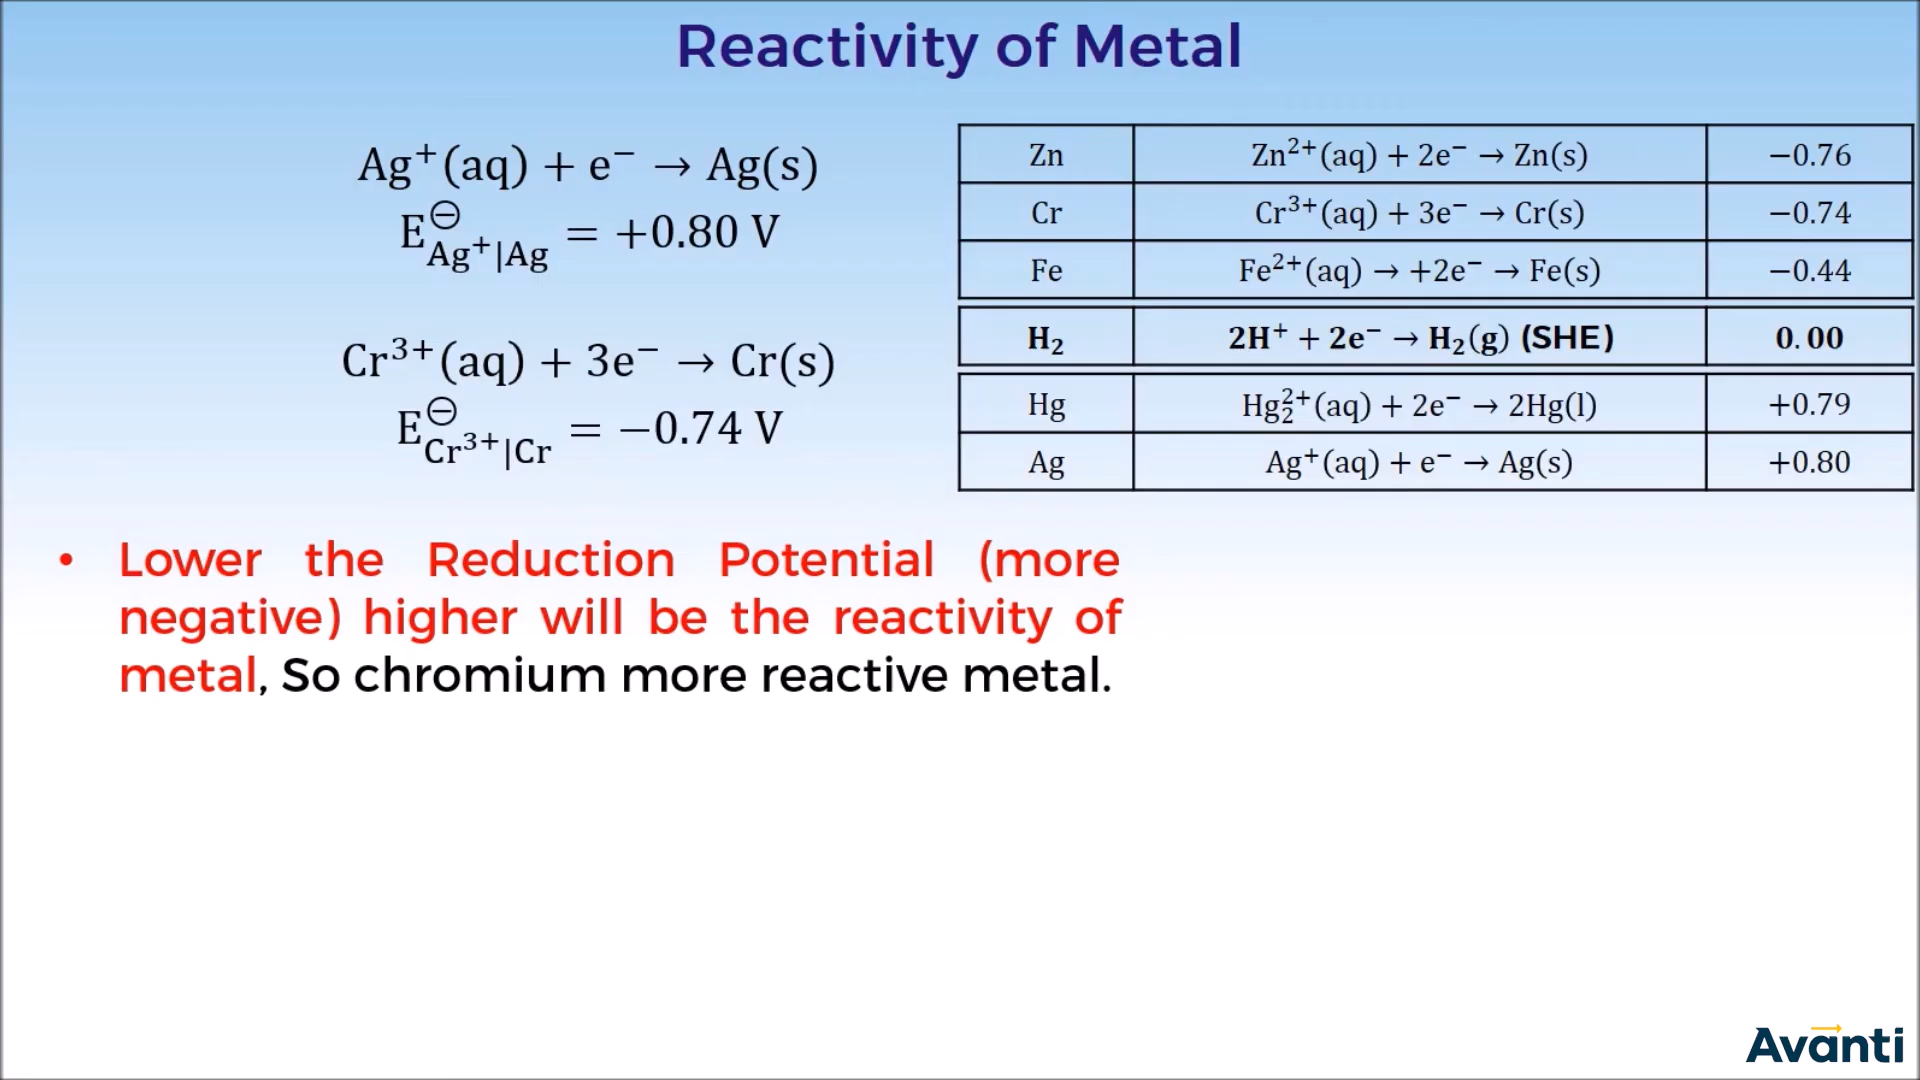 Reactivity of Metal
Ag⁺(aq) + e⁻ → Ag(s)
E⊖Ag⁺|Ag = +0.80 V
Cr³⁺(aq) + 3e⁻ → Cr(s)
E⊖Cr³⁺|Cr = −0.74 V
Zn Zn²⁺(aq) + 2e⁻ → Zn(s) −0.76
Cr Cr³⁺(aq) + 3e⁻ → Cr(s) −0.74
Fe Fe²⁺(aq) → +2e⁻ → Fe(s) −0.44
H₂ 2H⁺ + 2e⁻ → H₂(g) (SHE) 0.00
Hg Hg₂²⁺(aq) + 2e⁻ → 2Hg(l) +0.79
Ag Ag⁺(aq) + e⁻ → Ag(s) +0.80
• Lower the Reduction Potential (more
negative) higher will be the reactivity of
metal, So chromium more reactive metal.
Avanti